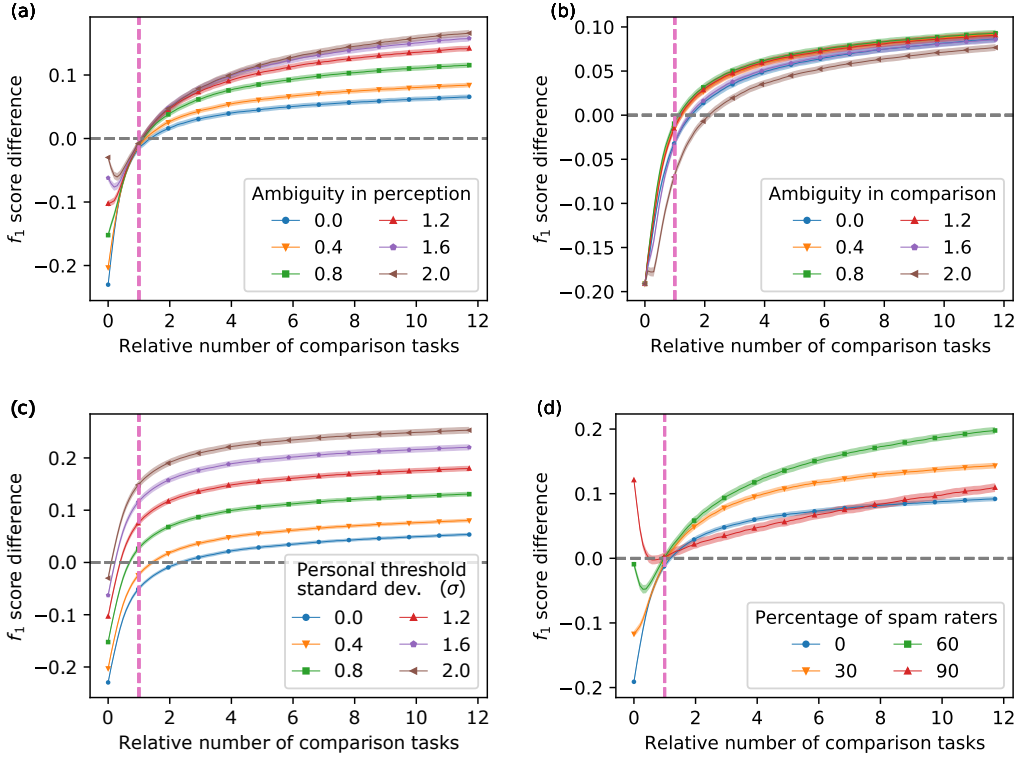 (a)
0.1
0.0
−0.1
−0.2
f₁ score difference
Ambiguity in perception
0.0 1.2
0.4 1.6
0.8 2.0
0 2 4 6 8 10 12
Relative number of comparison tasks
(b)
0.10
0.05
0.00
−0.05
−0.10
−0.15
−0.20
f₁ score difference
Ambiguity in comparison
0.0 1.2
0.4 1.6
0.8 2.0
0 2 4 6 8 10 12
Relative number of comparison tasks
(c)
0.2
0.1
0.0
−0.1
−0.2
f₁ score difference
Personal threshold
standard dev. (σ)
0.0 1.2
0.4 1.6
0.8 2.0
0 2 4 6 8 10 12
Relative number of comparison tasks
(d)
0.2
0.1
0.0
−0.1
−0.2
f₁ score difference
Percentage of spam raters
0 60
30 90
0 2 4 6 8 10 12
Relative number of comparison tasks